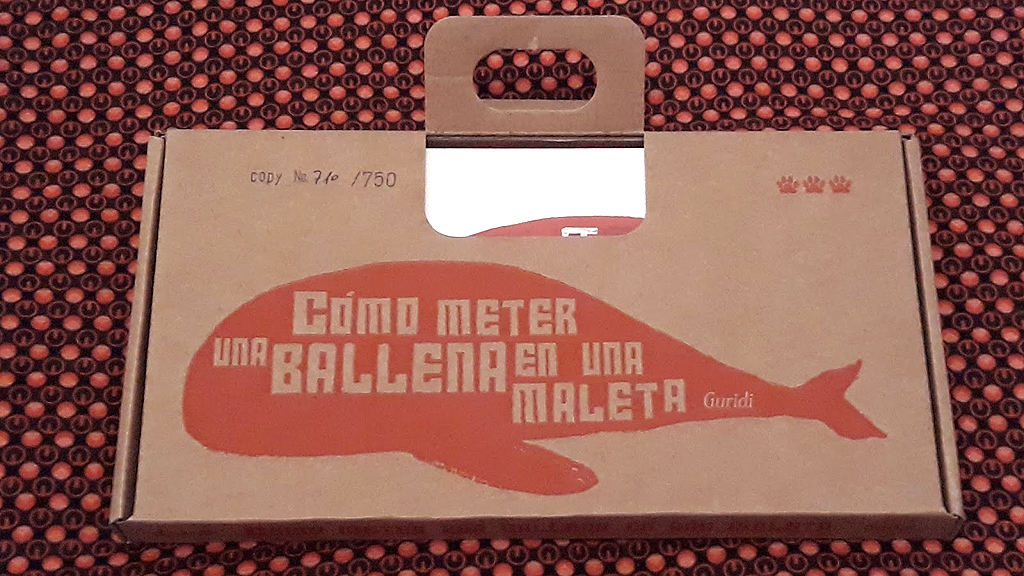 copy No. 710 /750
CÓMO METER
UNA BALLENA EN UNA
MALETA Guridi